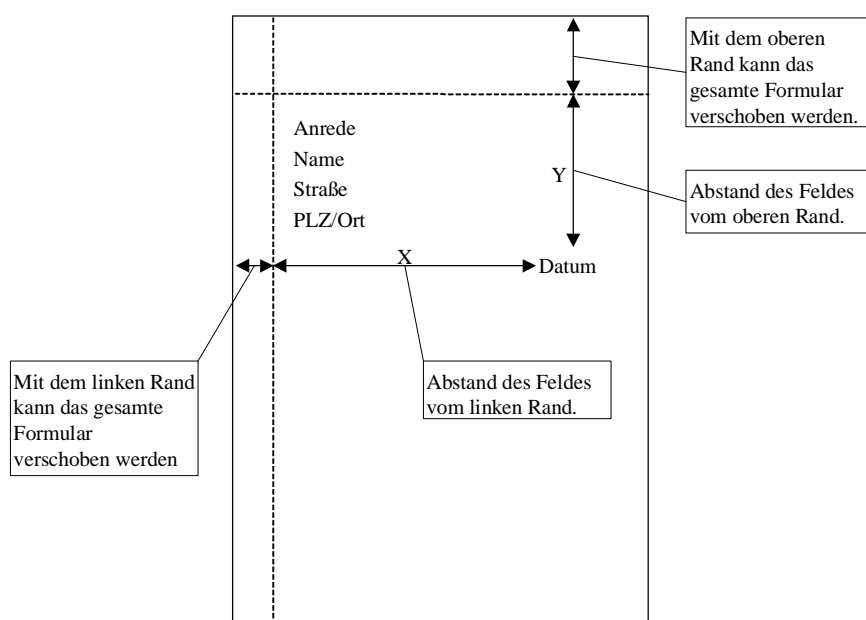 Mit dem oberen
Rand kann das
gesamte Formular
verschoben werden.
Anrede
Name
Straße
PLZ/Ort
Y
Abstand des Feldes
vom oberen Rand.
X
Datum
Mit dem linken Rand
kann das gesamte
Formular
verschoben werden
Abstand des Feldes
vom linken Rand.